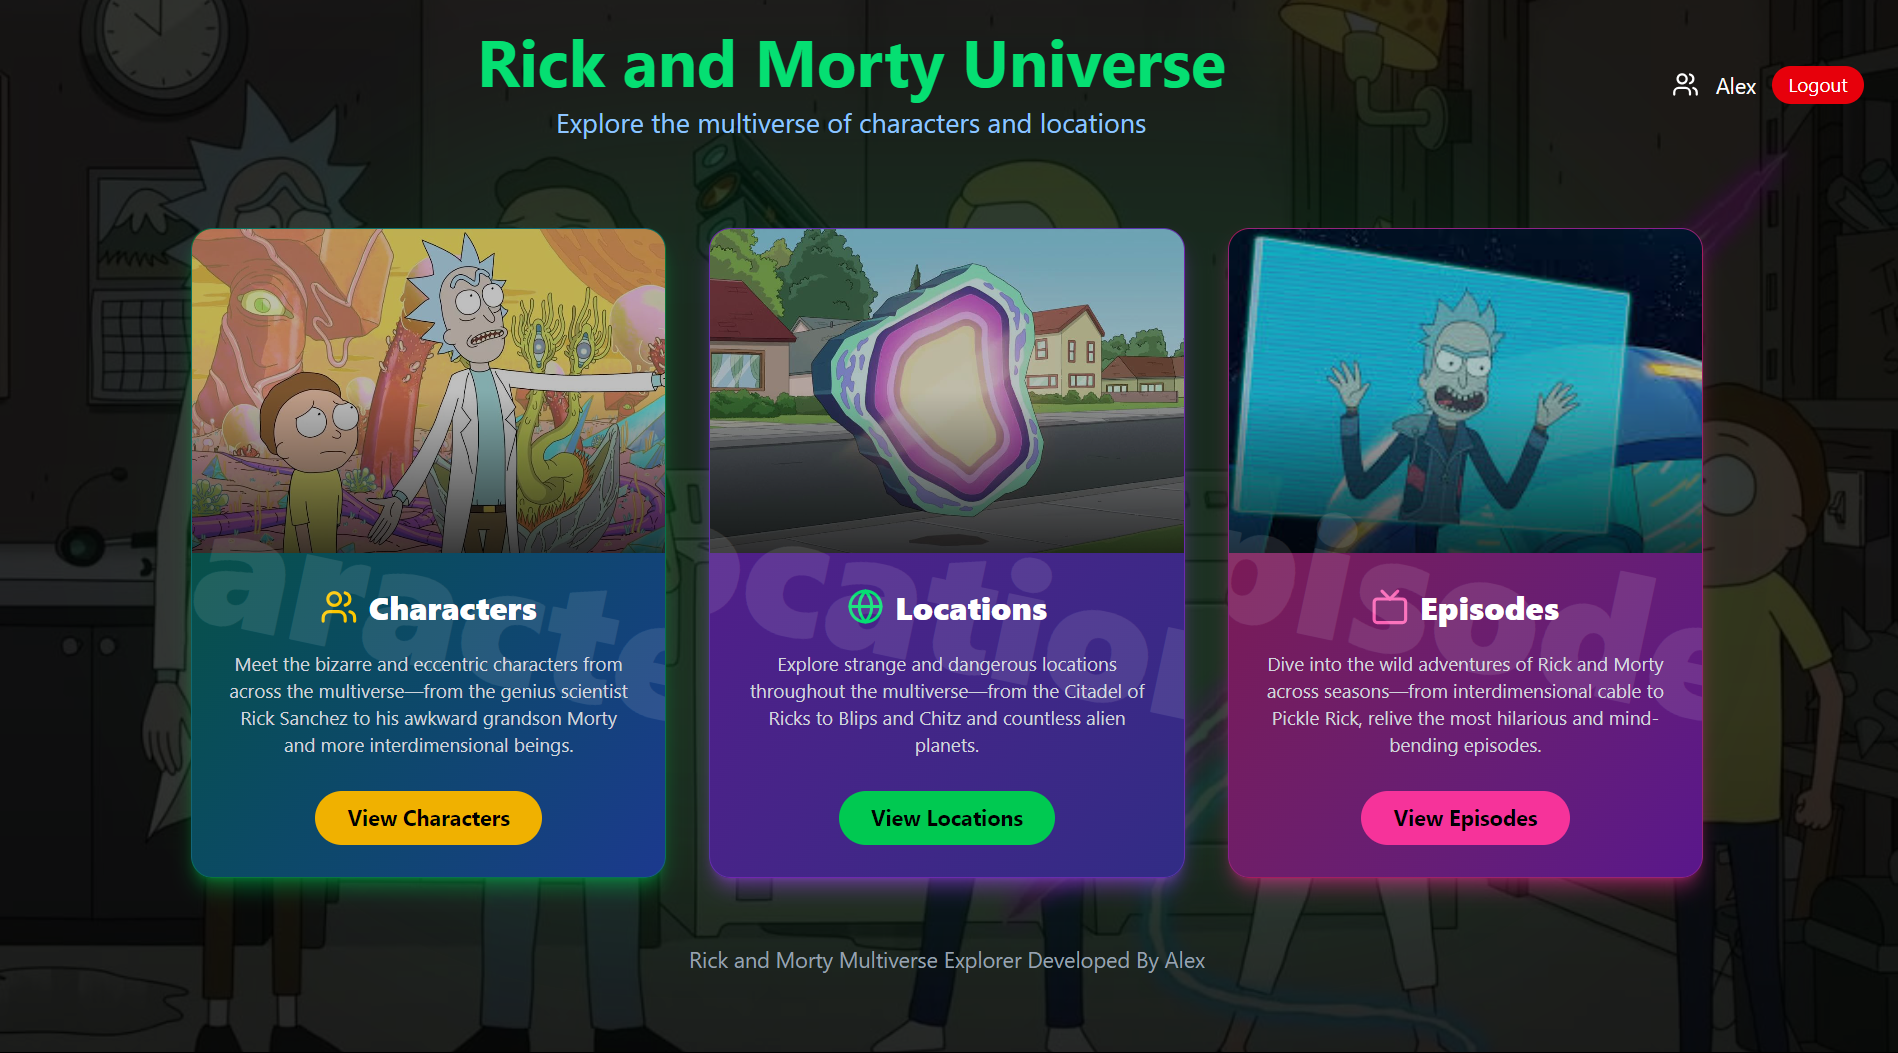 Rick and Morty Universe
Explore the multiverse of characters and locations
Alex
Logout
aracte
Characters
Meet the bizarre and eccentric characters from
across the multiverse—from the genius scientist
Rick Sanchez to his awkward grandson Morty
and more interdimensional beings.
View Characters
ocation
Locations
Explore strange and dangerous locations
throughout the multiverse—from the Citadel of
Ricks to Blips and Chitz and countless alien
planets.
View Locations
pisode
Episodes
Dive into the wild adventures of Rick and Morty
across seasons—from interdimensional cable to
Pickle Rick, relive the most hilarious and mind-
bending episodes.
View Episodes
Rick and Morty Multiverse Explorer Developed By Alex